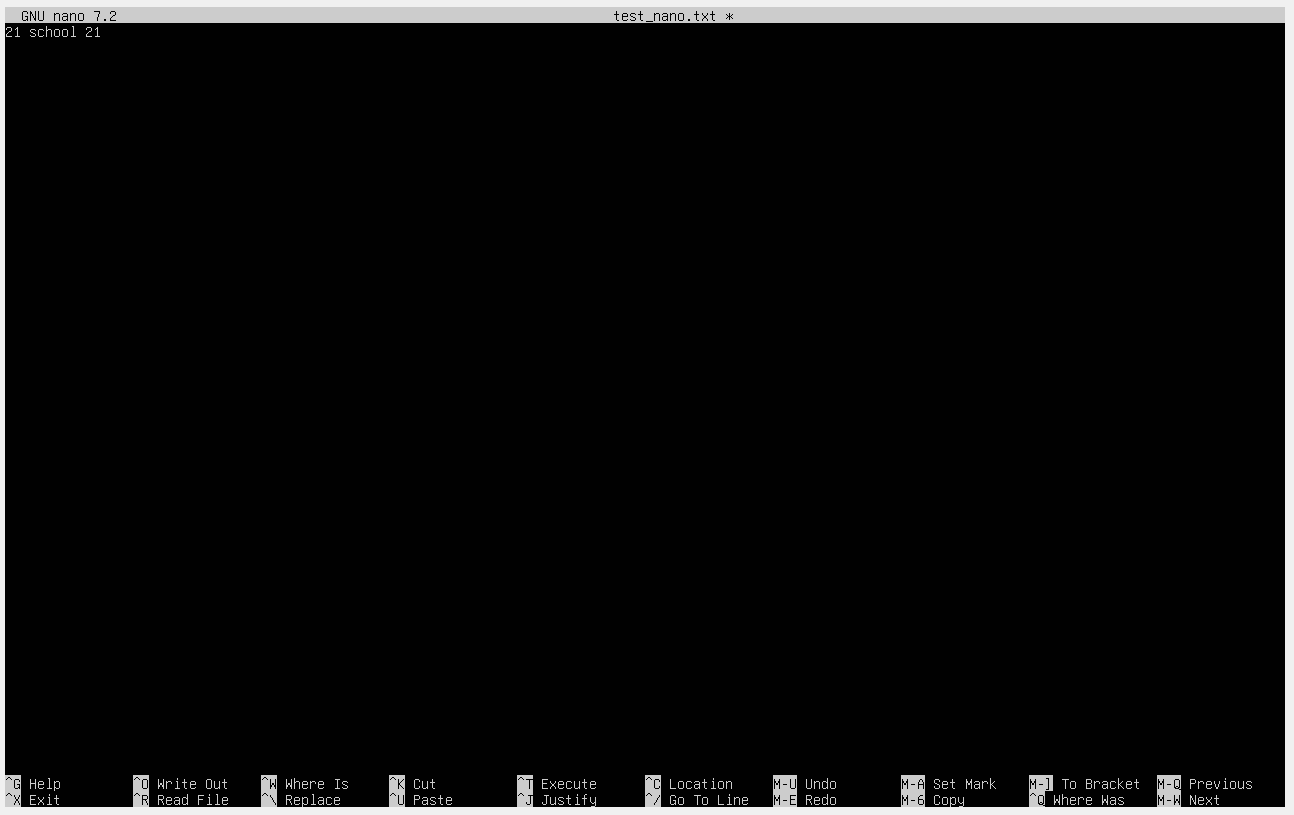 GNU nano 7.2 test_nano.txt *
21 school 21
^G Help ^O Write Out ^W Where Is ^K Cut ^T Execute ^C Location M-U Undo M-A Set Mark M-] To Bracket M-Q Previous
^X Exit ^R Read File ^\ Replace ^U Paste ^J Justify ^/ Go To Line M-E Redo M-6 Copy ^Q Where Was M-W Next